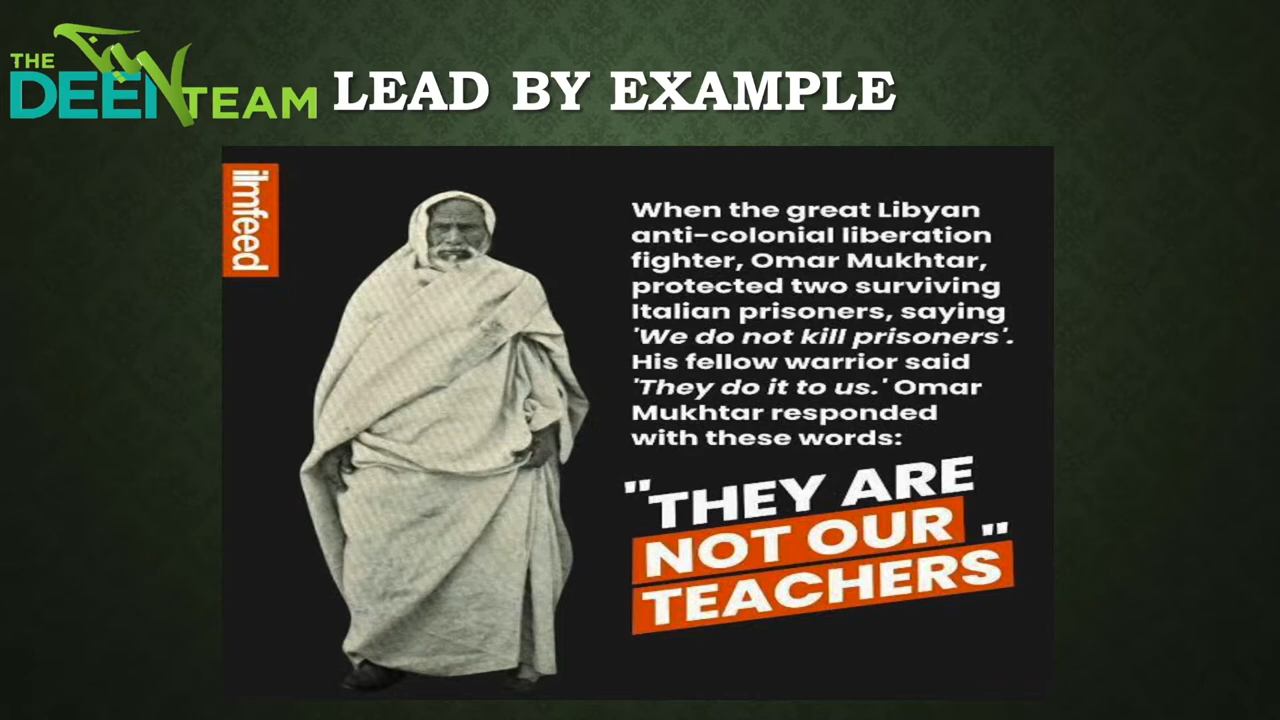 THE
DEEN TEAM
LEAD BY EXAMPLE
ilmfeed
When the great Libyan
anti-colonial liberation
fighter, Omar Mukhtar,
protected two surviving
Italian prisoners, saying
'We do not kill prisoners'.
His fellow warrior said
'They do it to us.' Omar
Mukhtar responded
with these words:
"THEY ARE
NOT OUR
TEACHERS"